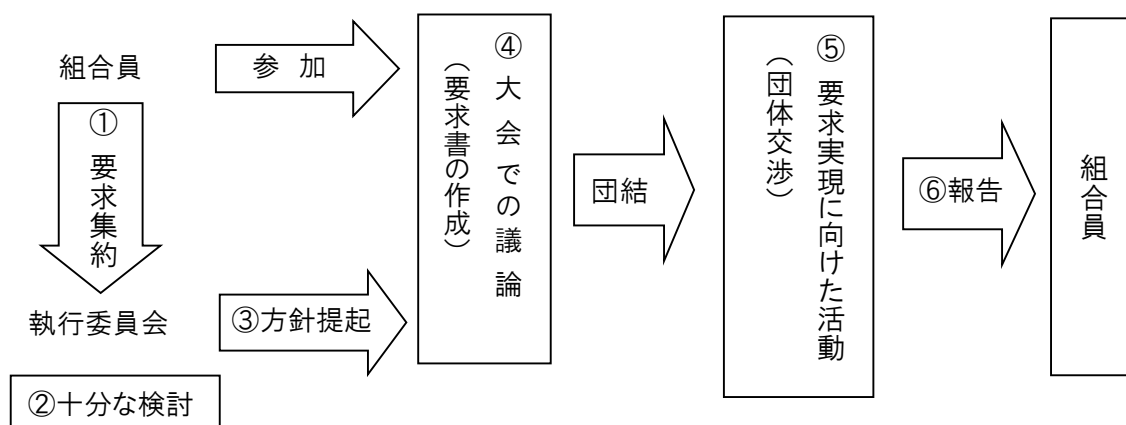 組合員
参 加
①要求集約
執行委員会
②十分な検討
③方針提起
④大会での議論
（要求書の作成）
団結
⑤要求実現に向けた活動
（団体交渉）
⑥報告
組合員